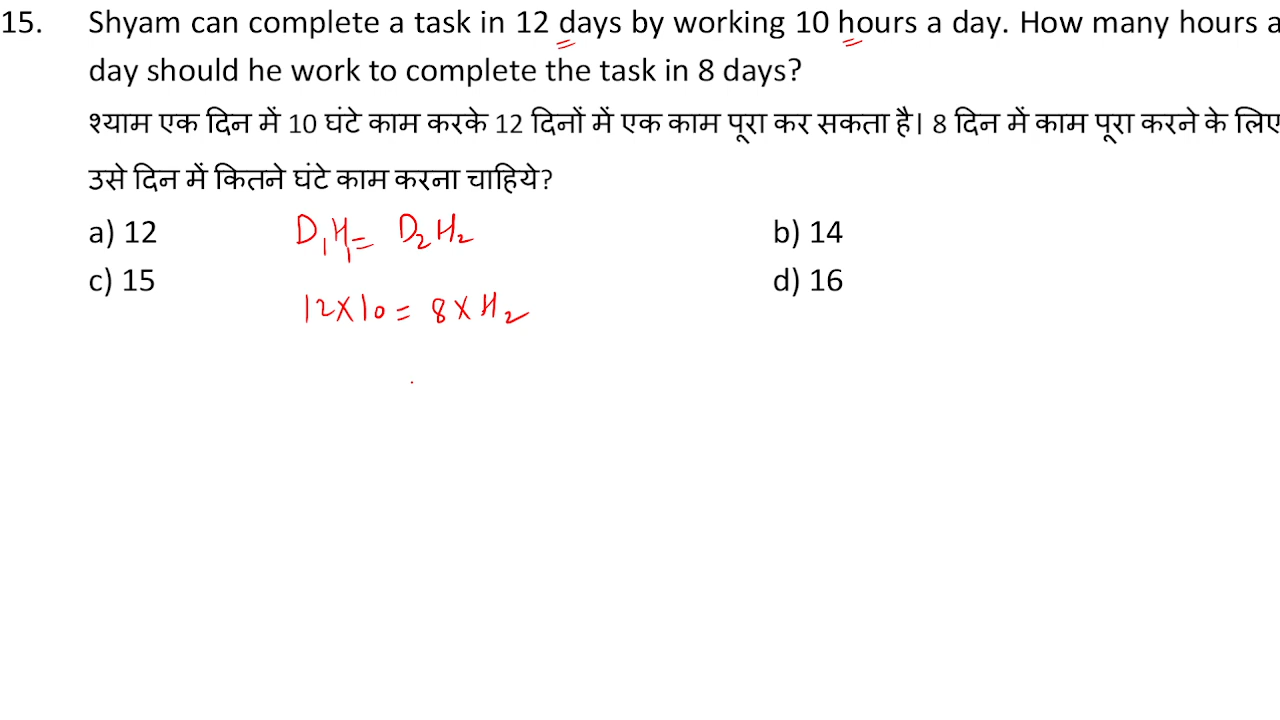 15. Shyam can complete a task in 12 days by working 10 hours a day. How many hours a
day should he work to complete the task in 8 days?
श्याम एक दिन में 10 घंटे काम करके 12 दिनों में एक काम पूरा कर सकता है। 8 दिन में काम पूरा करने के लिए
उसे दिन में कितने घंटे काम करना चाहिये?
a) 12 D₁H₁ = D₂H₂ b) 14
c) 15 d) 16
12 × 10 = 8 × H₂